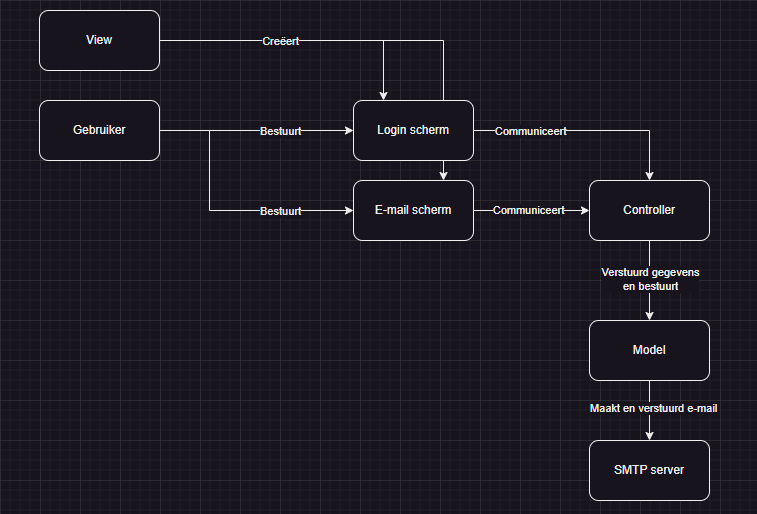 View
Creëert
Gebruiker
Bestuurt
Login scherm
Communiceert
Bestuurt
E-mail scherm
Communiceert
Controller
Verstuurd gegevens
en bestuurt
Model
Maakt en verstuurd e-mail
SMTP server